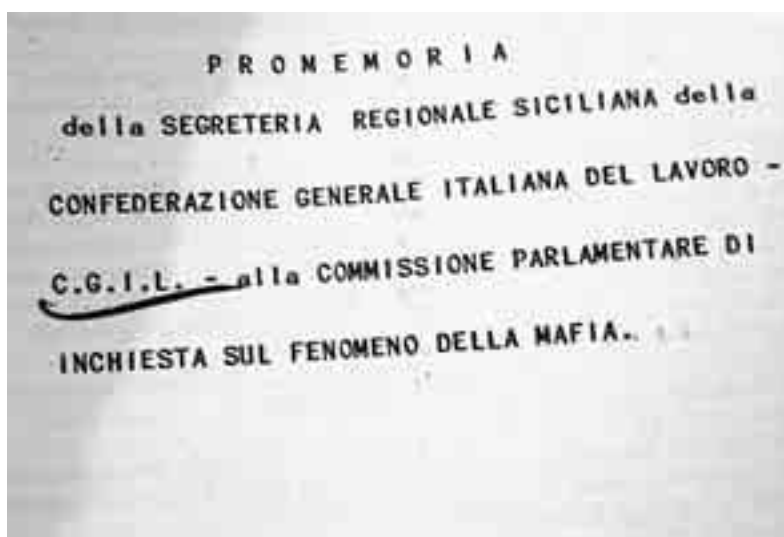 PROMEMORIA
della SEGRETERIA REGIONALE SICILIANA della
CONFEDERAZIONE GENERALE ITALIANA DEL LAVORO -
C.G.I.L. - alla COMMISSIONE PARLAMENTARE DI
INCHIESTA SUL FENOMENO DELLA MAFIA.